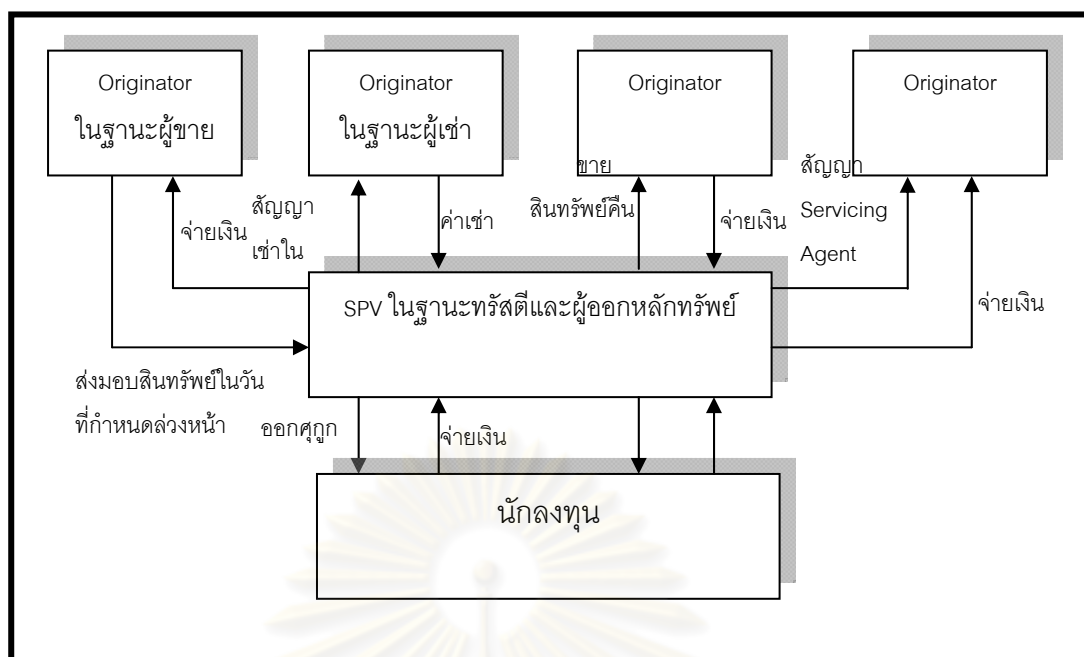 Originator
ในฐานะผู้ขาย
Originator
ในฐานะผู้เช่า
Originator
Originator
จ่ายเงิน
สัญญา
เช่าใน
ค่าเช่า
ขาย
สินทรัพย์คืน
จ่ายเงิน
สัญญา
Servicing
Agent
จ่ายเงิน
SPV ในฐานะทรัสตีและผู้ออกหลักทรัพย์
ส่งมอบสินทรัพย์ในวัน
ที่กำหนดล่วงหน้า
ออกศุกูก
จ่ายเงิน
นักลงทุน